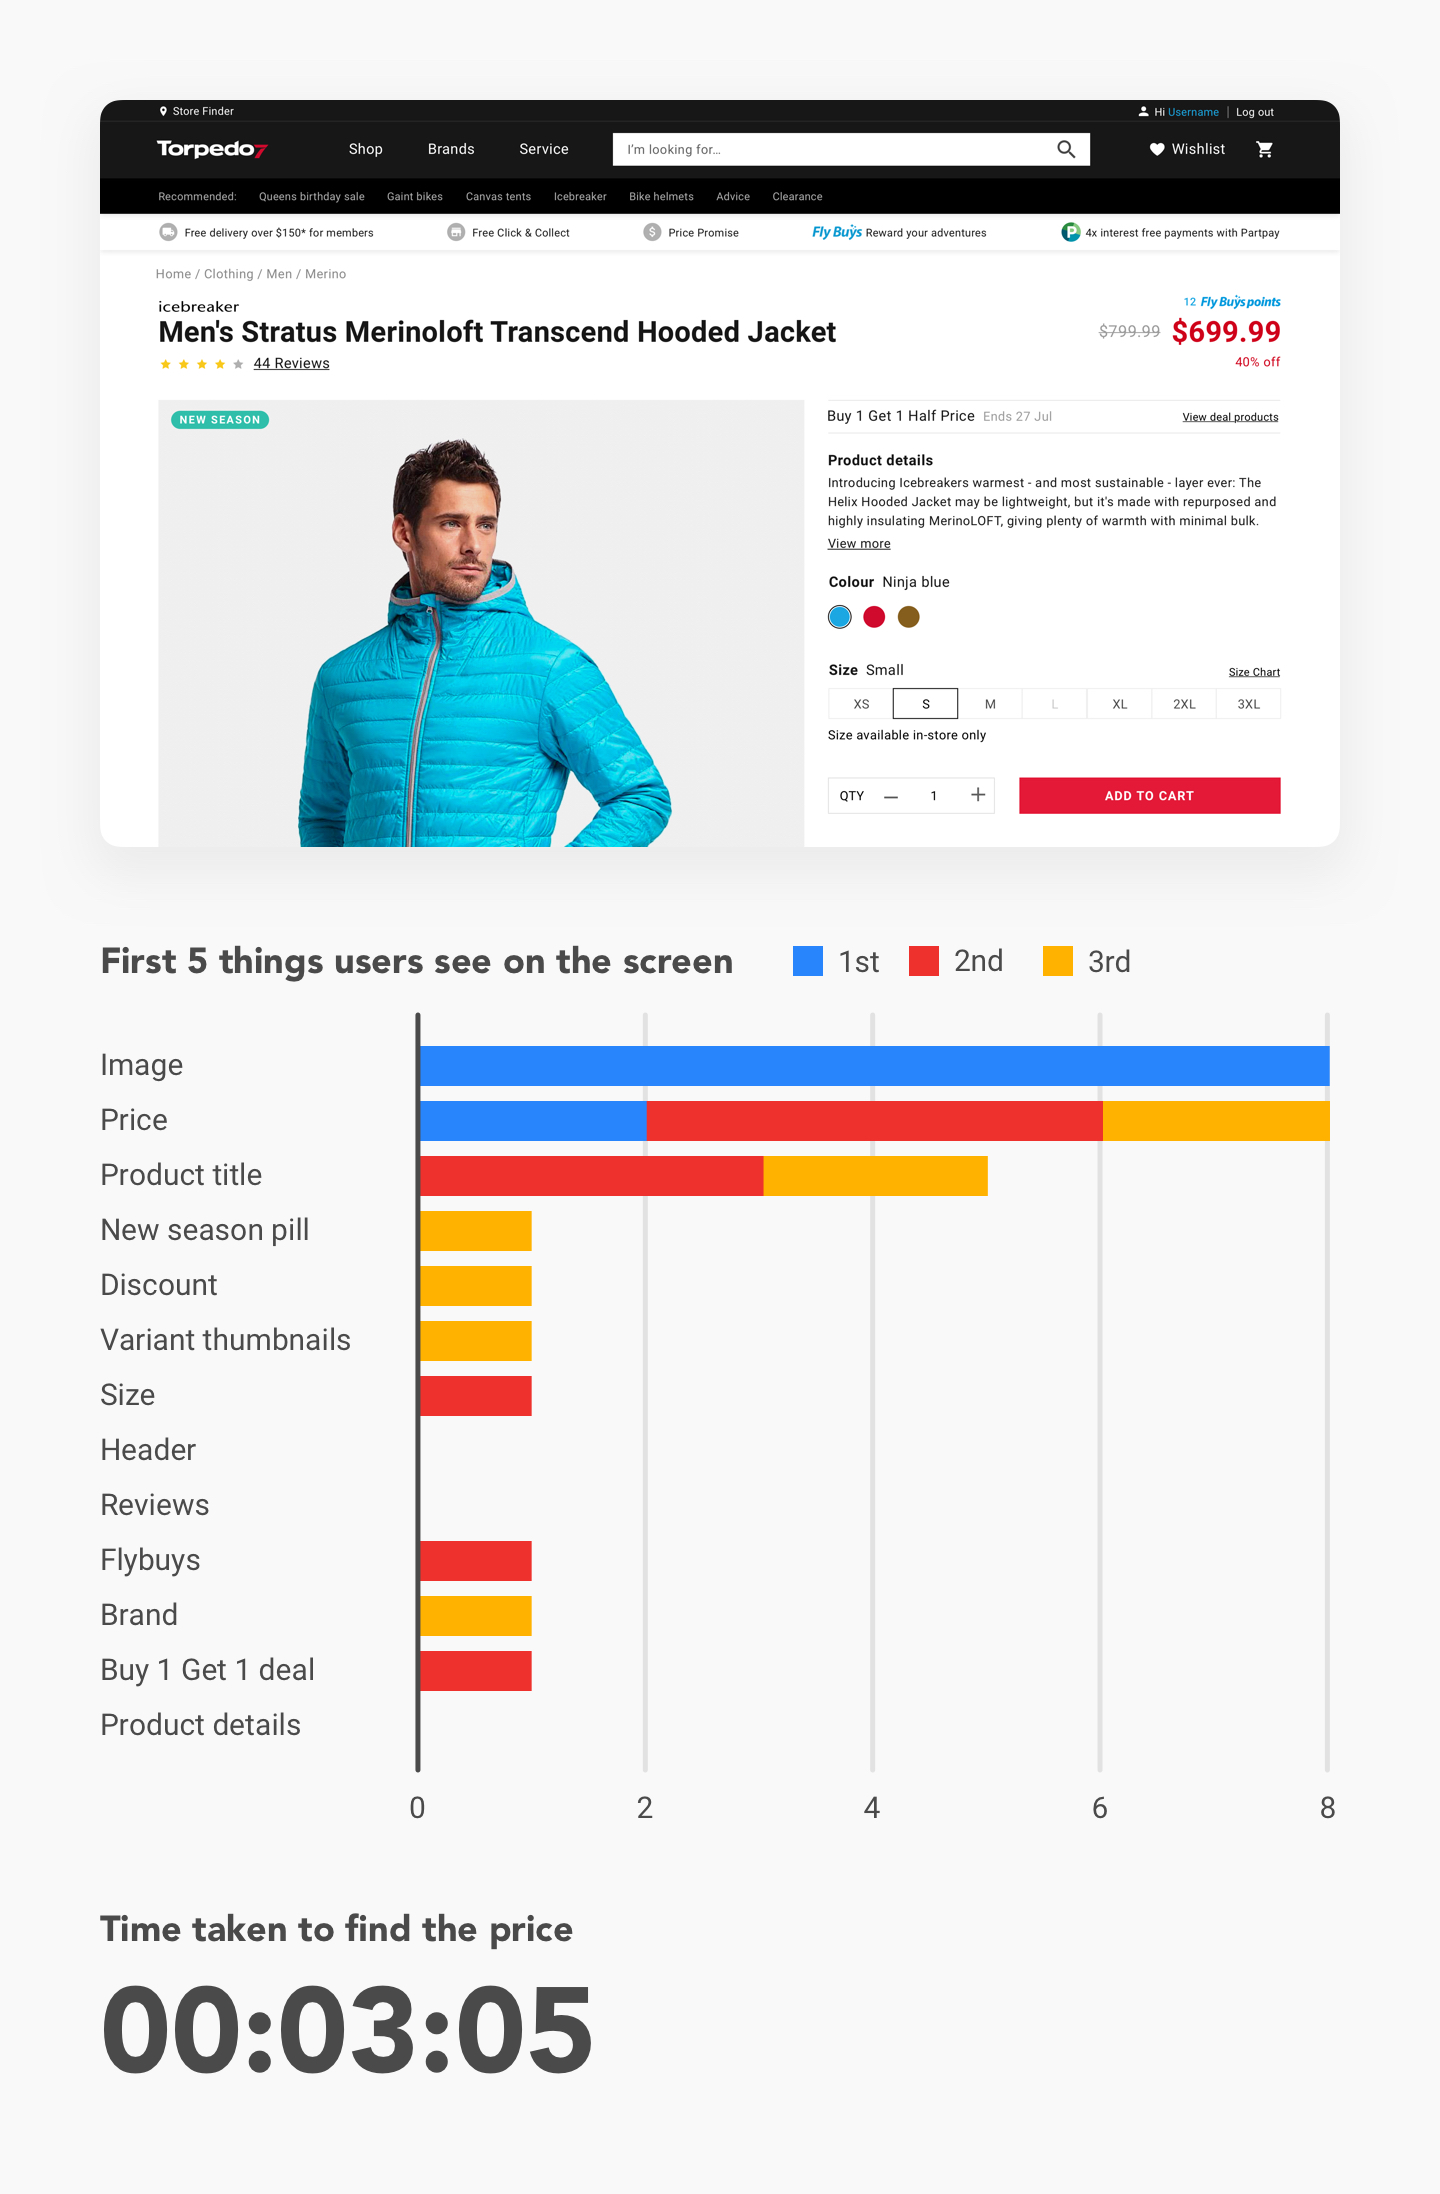 Store Finder
Hi Username | Log out
Torpedo7
Shop
Brands
Service
I'm looking for...
Wishlist
Recommended:
Queens birthday sale
Gaint bikes
Canvas tents
Icebreaker
Bike helmets
Advice
Clearance
Free delivery over $150* for members
Free Click & Collect
Price Promise
Fly Buys Reward your adventures
4x interest free payments with Partpay
Home / Clothing / Men / Merino
icebreaker
12 Fly Buys points
Men's Stratus Merinoloft Transcend Hooded Jacket
$799.99 $699.99
44 Reviews
40% off
NEW SEASON
Buy 1 Get 1 Half Price Ends 27 Jul
View deal products
Product details
Introducing Icebreakers warmest - and most sustainable - layer ever: The
Helix Hooded Jacket may be lightweight, but it's made with repurposed and
highly insulating MerinoLOFT, giving plenty of warmth with minimal bulk.
View more
Colour Ninja blue
Size Small
Size Chart
XS
S
M
L
XL
2XL
3XL
Size available in-store only
QTY
1
ADD TO CART
First 5 things users see on the screen
1st
2nd
3rd
Image
Price
Product title
New season pill
Discount
Variant thumbnails
Size
Header
Reviews
Flybuys
Brand
Buy 1 Get 1 deal
Product details
0
2
4
6
8
Time taken to find the price
00:03:05